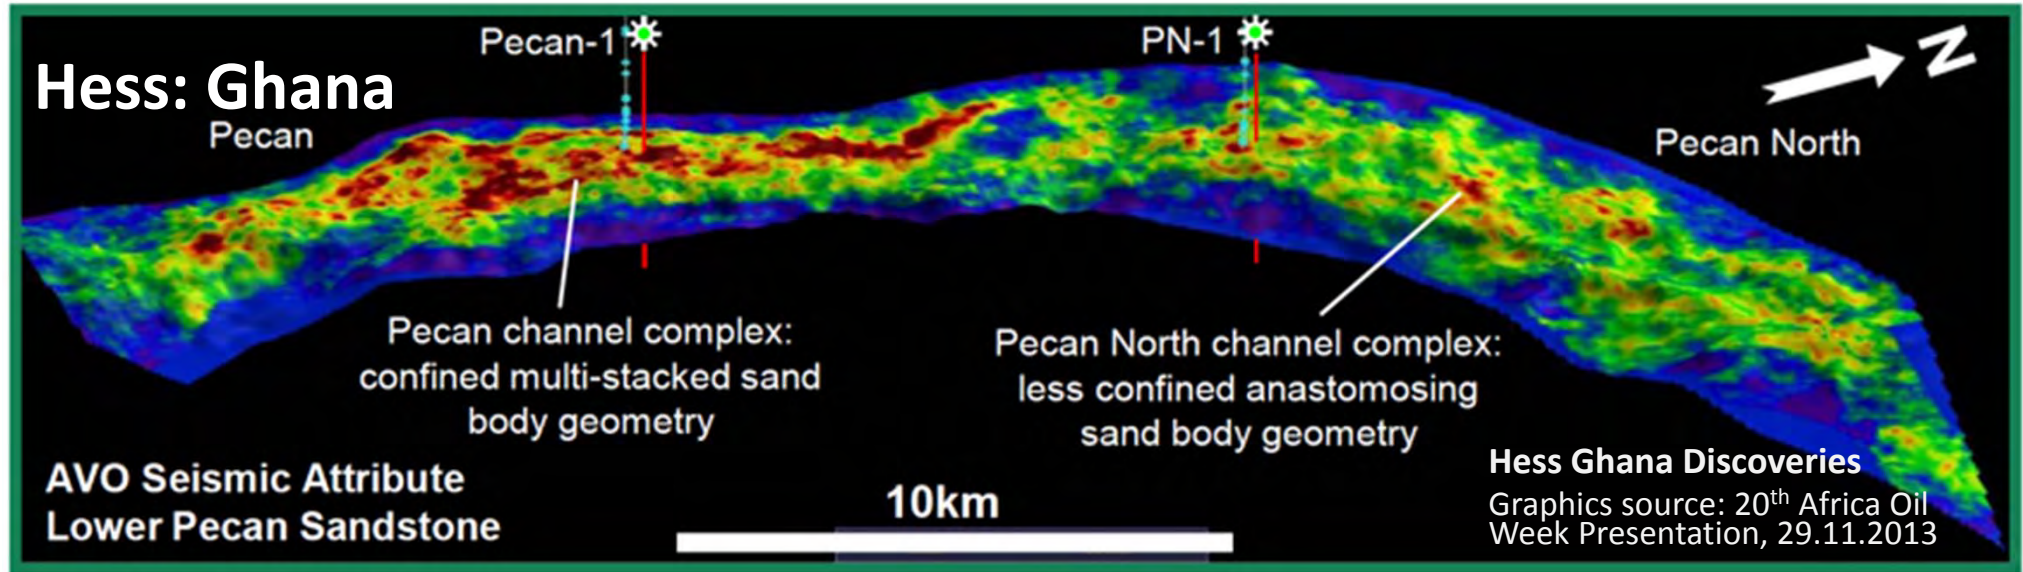 Pecan-1
PN-1
N
Hess: Ghana
Pecan
Pecan North
Pecan channel complex:
confined multi-stacked sand
body geometry
Pecan North channel complex:
less confined anastomosing
sand body geometry
AVO Seismic Attribute
Lower Pecan Sandstone
10km
Hess Ghana Discoveries
Graphics source: 20th Africa Oil
Week Presentation, 29.11.2013